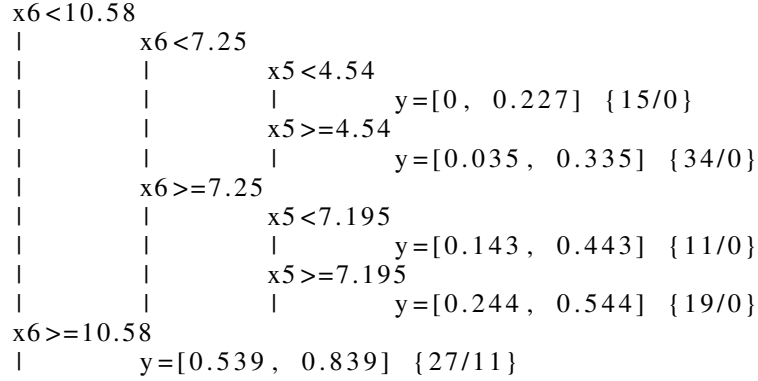 x6<10.58
| x6<7.25
| | x5<4.54
| | | y=[0, 0.227] {15/0}
| | x5>=4.54
| | | y=[0.035, 0.335] {34/0}
| x6>=7.25
| | x5<7.195
| | | y=[0.143, 0.443] {11/0}
| | x5>=7.195
| | | y=[0.244, 0.544] {19/0}
x6>=10.58
| y=[0.539, 0.839] {27/11}